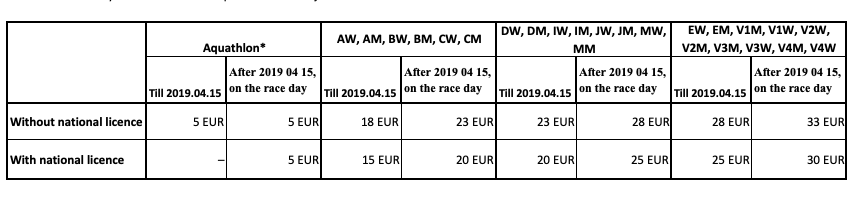 Aquathlon*
AW, AM, BW, BM, CW, CM
DW, DM, IW, IM, JW, JM, MW,
MM
EW, EM, V1M, V1W, V2W,
V2M, V3M, V3W, V4M, V4W
Till 2019.04.15
After 2019 04 15,
on the race day
Till 2019.04.15
After 2019 04 15,
on the race day
Till 2019.04.15
After 2019 04 15,
on the race day
Till 2019.04.15
After 2019 04 15,
on the race day
Without national licence 5 EUR 5 EUR 18 EUR 23 EUR 23 EUR 28 EUR 28 EUR 33 EUR
With national licence – 5 EUR 15 EUR 20 EUR 20 EUR 25 EUR 25 EUR 30 EUR